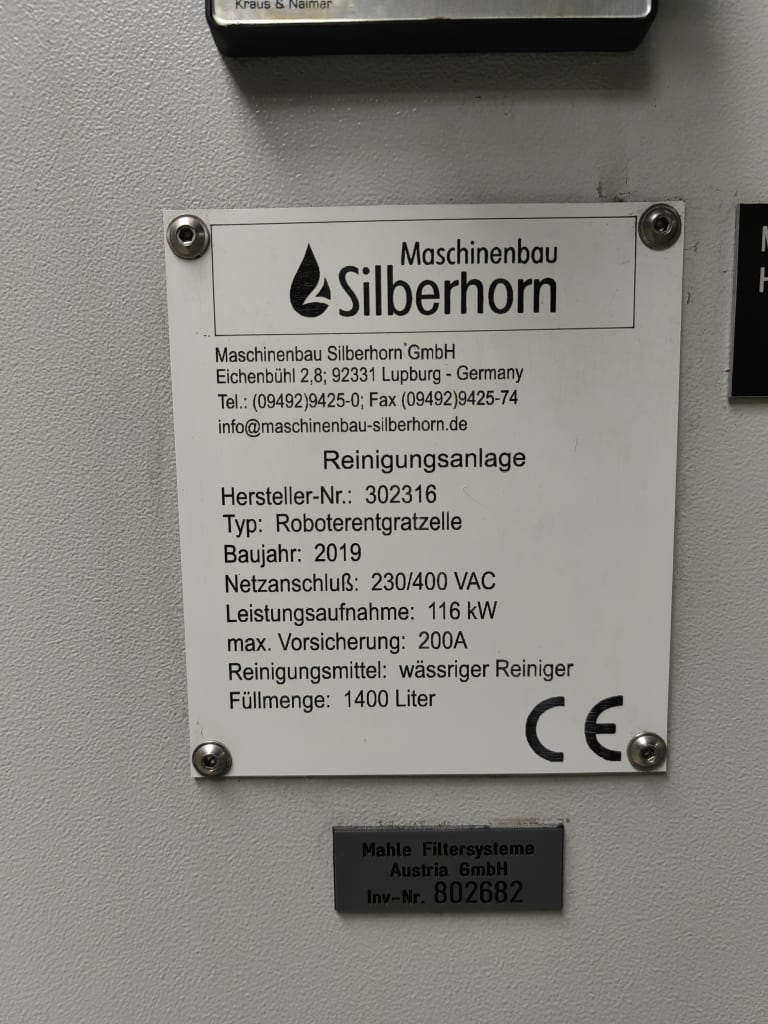 Kraus & Naimer
Maschinenbau
Silberhorn
Maschinenbau Silberhorn GmbH
Eichenbühl 2,8; 92331 Lupburg - Germany
Tel.: (09492)9425-0; Fax (09492)9425-74
info@maschinenbau-silberhorn.de
Reinigungsanlage
Hersteller-Nr.: 302316
Typ: Roboterentgratzelle
Baujahr: 2019
Netzanschluß: 230/400 VAC
Leistungsaufnahme: 116 kW
max. Vorsicherung: 200A
Reinigungsmittel: wässriger Reiniger
Füllmenge: 1400 Liter
CE
Mahle Filtersysteme
Austria GmbH
Inv-Nr. 802682